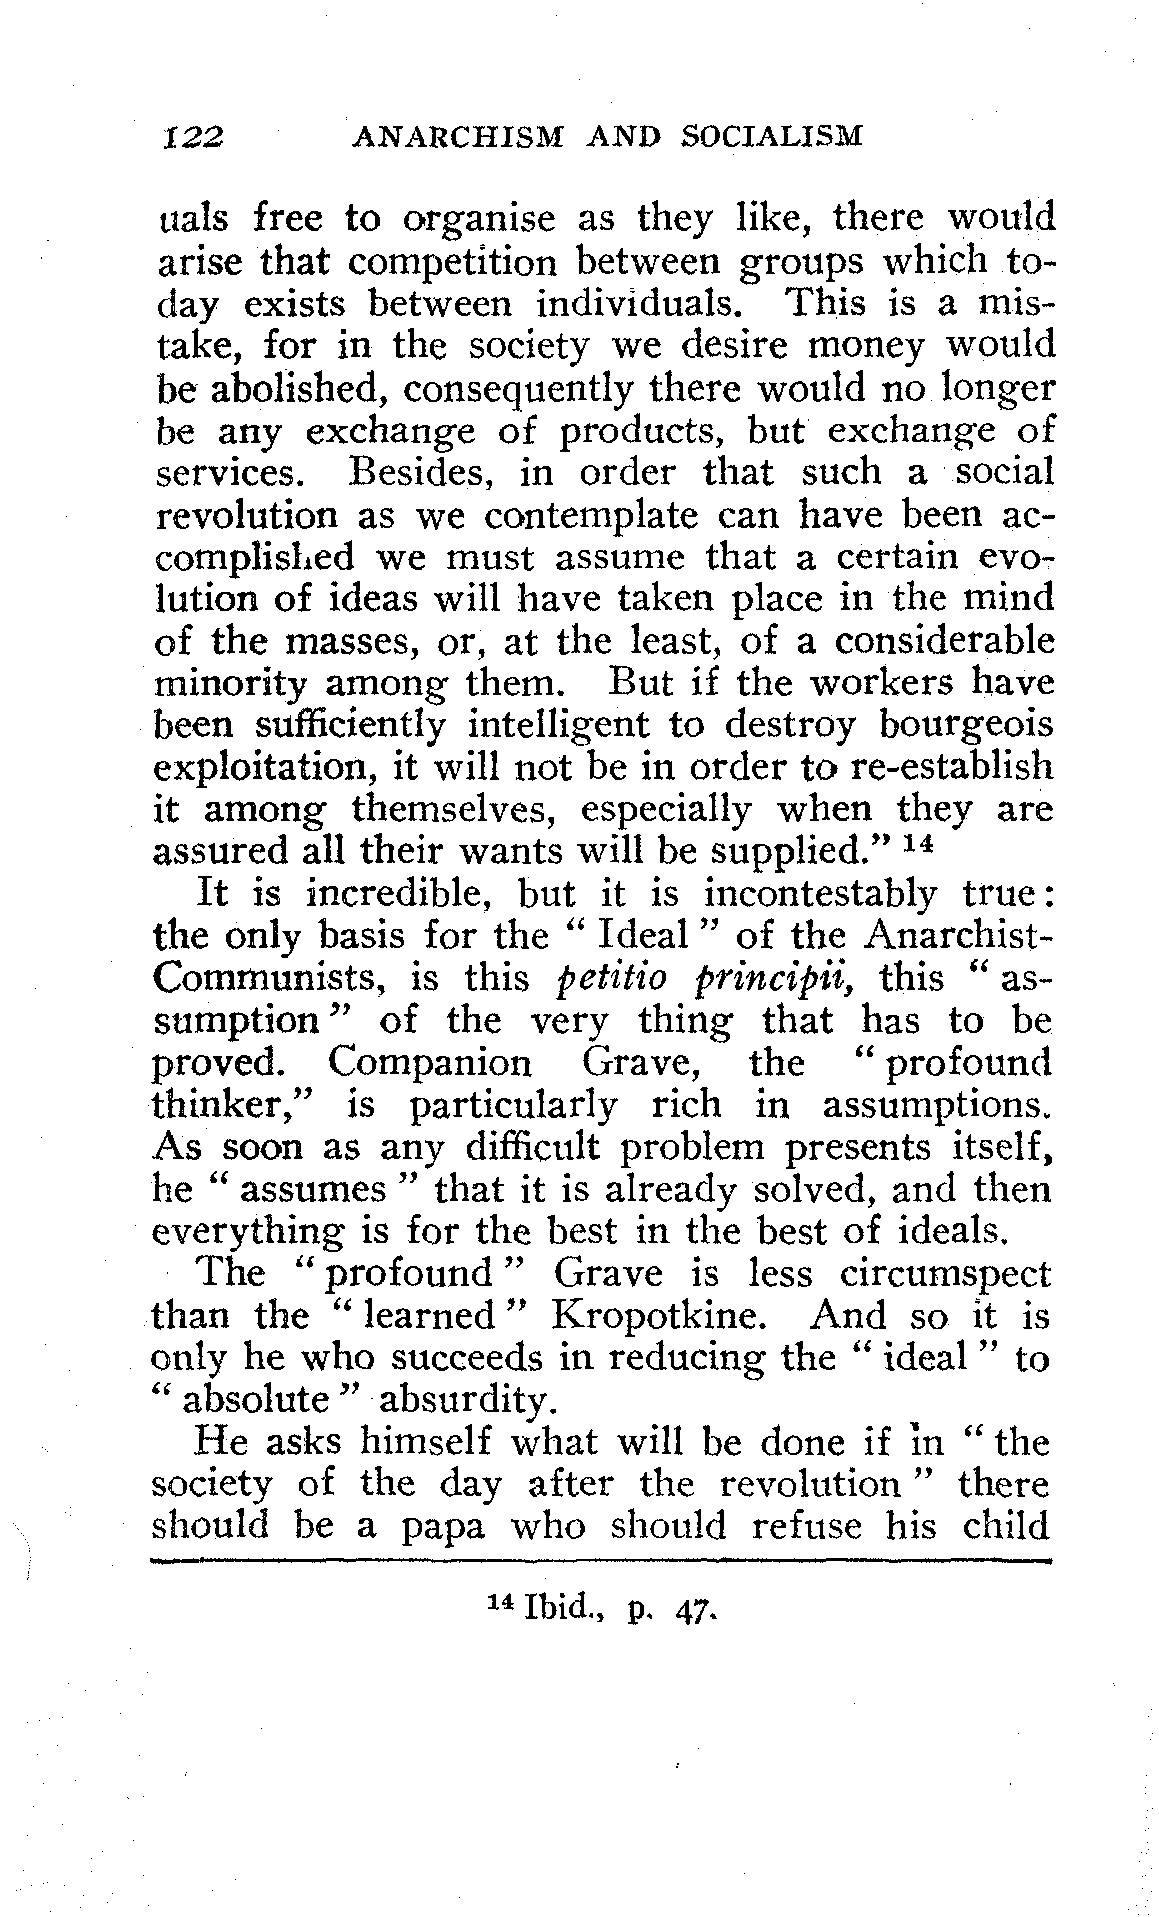 122 ANARCHISM AND SOCIALISM
uals free to organise as they like, there would
arise that competition between groups which to-
day exists between individuals. This is a mis-
take, for in the society we desire money would
be abolished, consequently there would no longer
be any exchange of products, but exchange of
services. Besides, in order that such a social
revolution as we contemplate can have been ac-
complished we must assume that a certain evo-
lution of ideas will have taken place in the mind
of the masses, or, at the least, of a considerable
minority among them. But if the workers have
been sufficiently intelligent to destroy bourgeois
exploitation, it will not be in order to re-establish
it among themselves, especially when they are
assured all their wants will be supplied.” 14
It is incredible, but it is incontestably true:
the only basis for the “ Ideal ” of the Anarchist-
Communists, is this petitio principii, this “ as-
sumption ” of the very thing that has to be
proved. Companion Grave, the “ profound
thinker,” is particularly rich in assumptions.
As soon as any difficult problem presents itself,
he “ assumes ” that it is already solved, and then
everything is for the best in the best of ideals.
The “ profound ” Grave is less circumspect
than the “ learned ” Kropotkine. And so it is
only he who succeeds in reducing the “ ideal ” to
“ absolute ” absurdity.
He asks himself what will be done if in “ the
society of the day after the revolution ” there
should be a papa who should refuse his child
14 Ibid., p. 47.